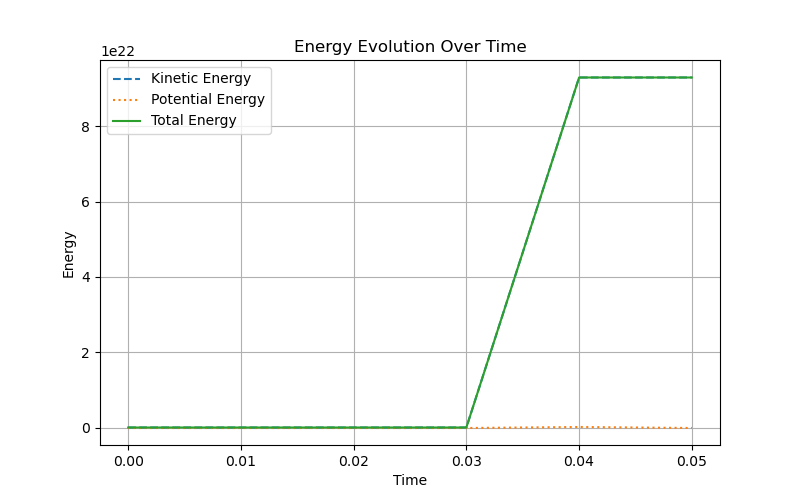 Energy Evolution Over Time
1e22
Kinetic Energy
Potential Energy
Total Energy
8
6
4
2
0
Energy
0.00 0.01 0.02 0.03 0.04 0.05
Time